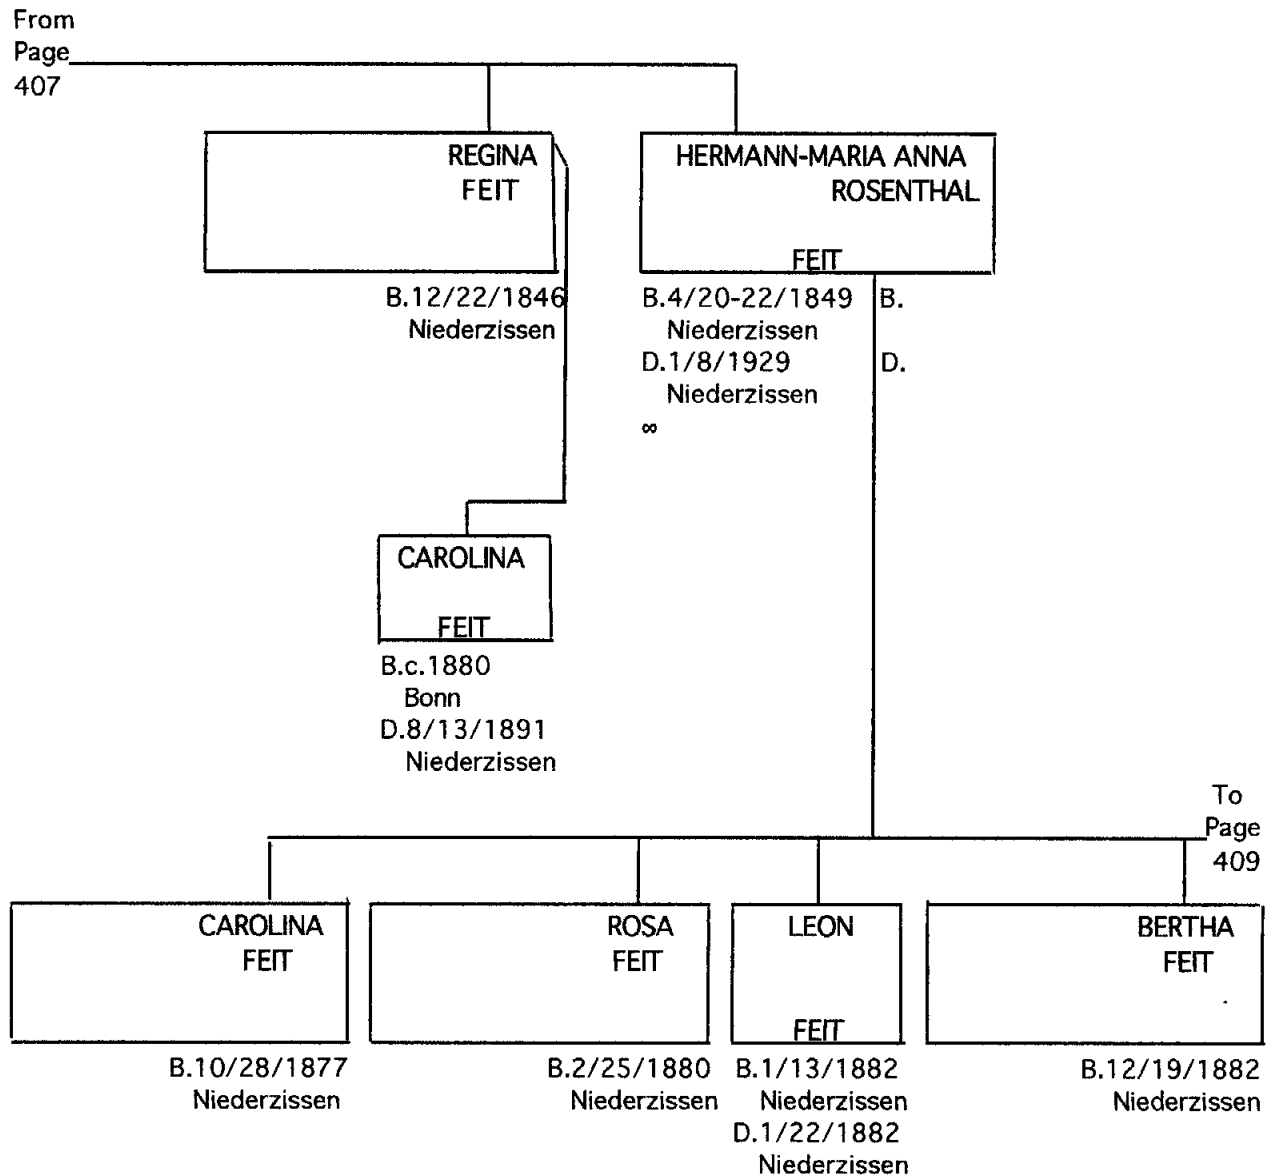 From
Page
407
REGINA
FEIT
B.12/22/1846
Niederzissen
HERMANN-MARIA ANNA
ROSENTHAL
FEIT
B.4/20-22/1849 B.
Niederzissen
D.1/8/1929 D.
Niederzissen
∞
CAROLINA
FEIT
B.c.1880
Bonn
D.8/13/1891
Niederzissen
To
Page
409
CAROLINA
FEIT
B.10/28/1877
Niederzissen
ROSA
FEIT
B.2/25/1880
Niederzissen
LEON
FEIT
B.1/13/1882
Niederzissen
D.1/22/1882
Niederzissen
BERTHA
FEIT
B.12/19/1882
Niederzissen